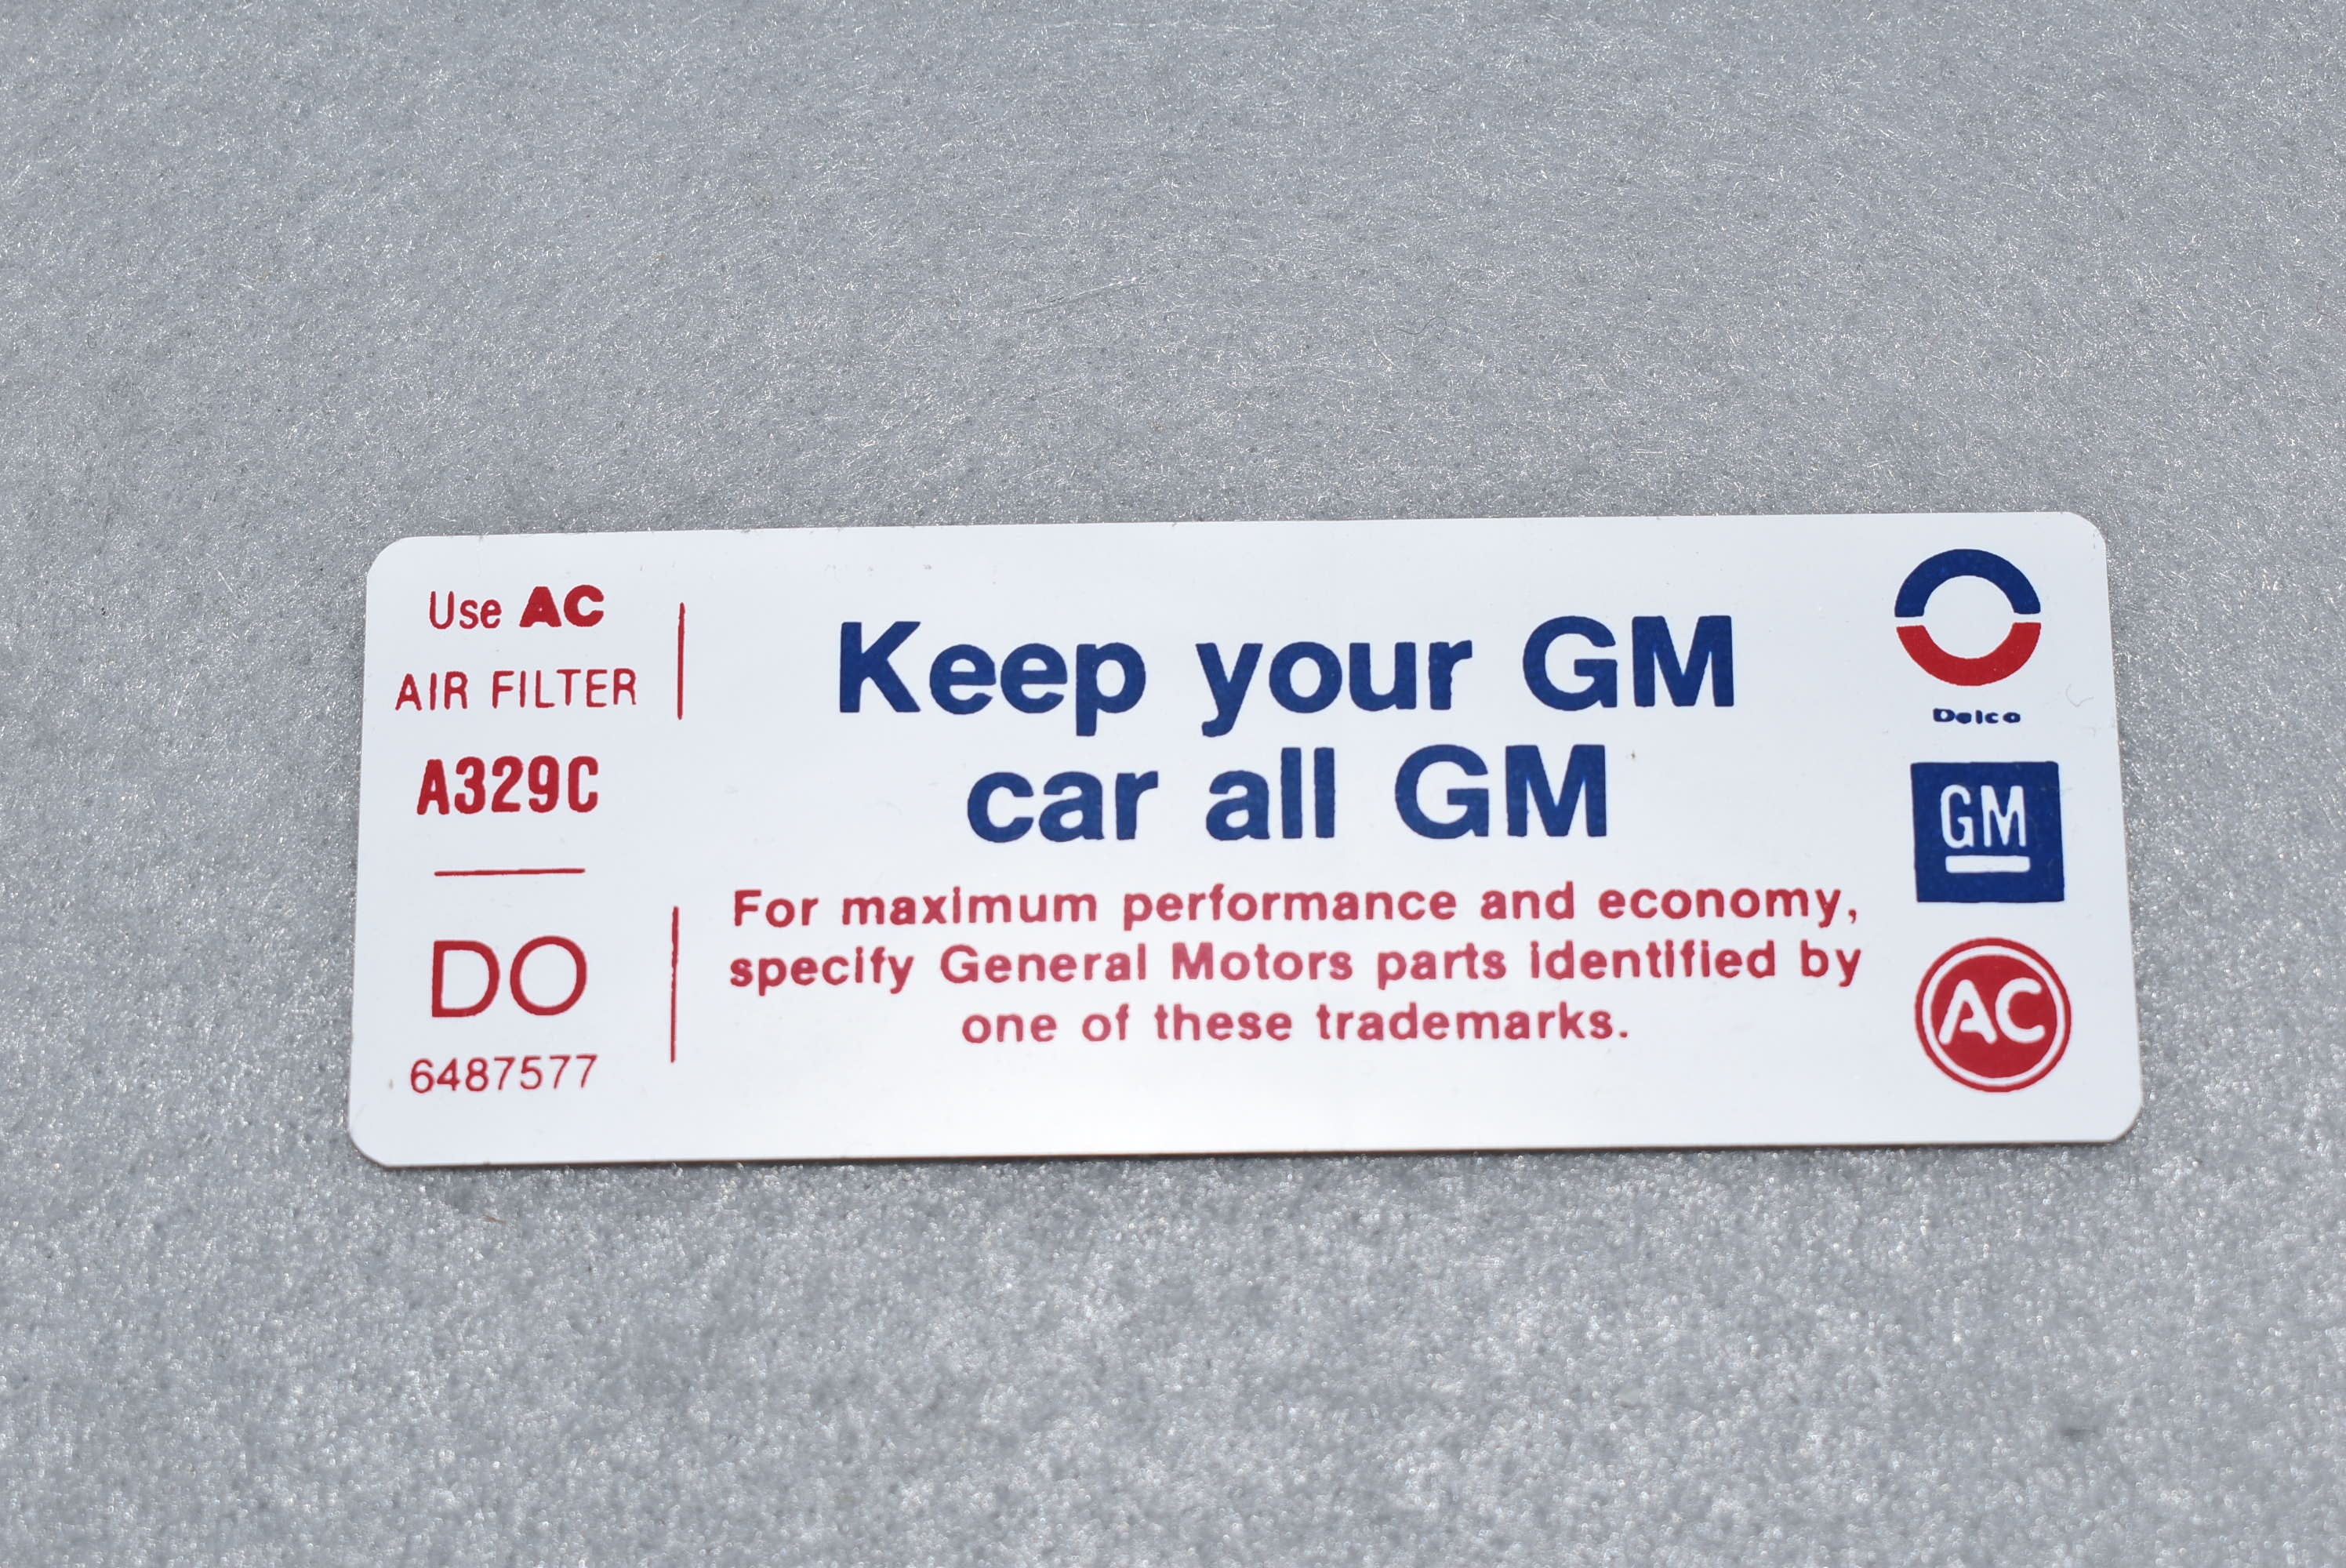 Use AC
AIR FILTER
A329C
DO
6487577
Keep your GM
car all GM
For maximum performance and economy,
specify General Motors parts identified by
one of these trademarks.
Delco
GM
AC